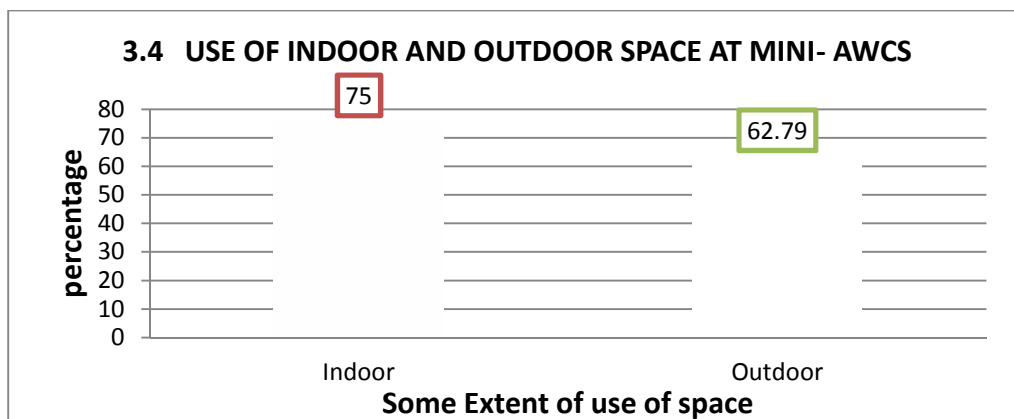 3.4 USE OF INDOOR AND OUTDOOR SPACE AT MINI- AWCS
75
62.79
80
70
60
50
40
30
20
10
0
percentage
Indoor Outdoor
Some Extent of use of space